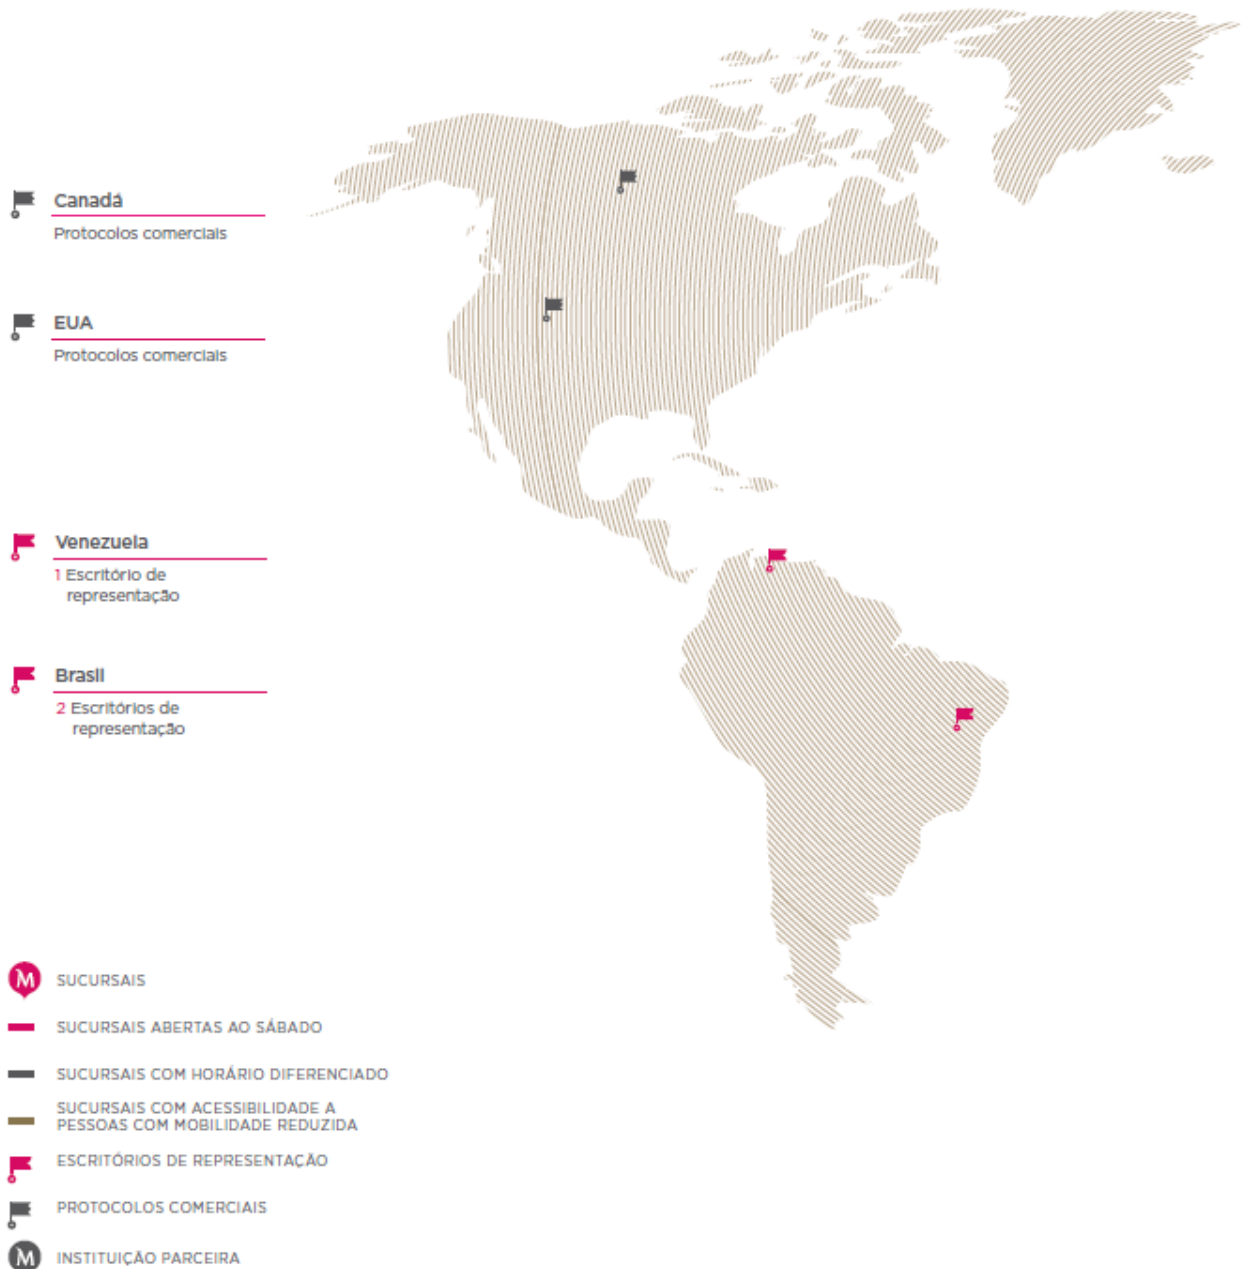 Canadá
Protocolos comerciais
EUA
Protocolos comerciais
Venezuela
1 Escritório de
representação
Brasil
2 Escritórios de
representação
M SUCURSAIS
SUCURSAIS ABERTAS AO SÁBADO
SUCURSAIS COM HORÁRIO DIFERENCIADO
SUCURSAIS COM ACESSIBILIDADE A
PESSOAS COM MOBILIDADE REDUZIDA
ESCRITÓRIOS DE REPRESENTAÇÃO
PROTOCOLOS COMERCIAIS
M INSTITUIÇÃO PARCEIRA